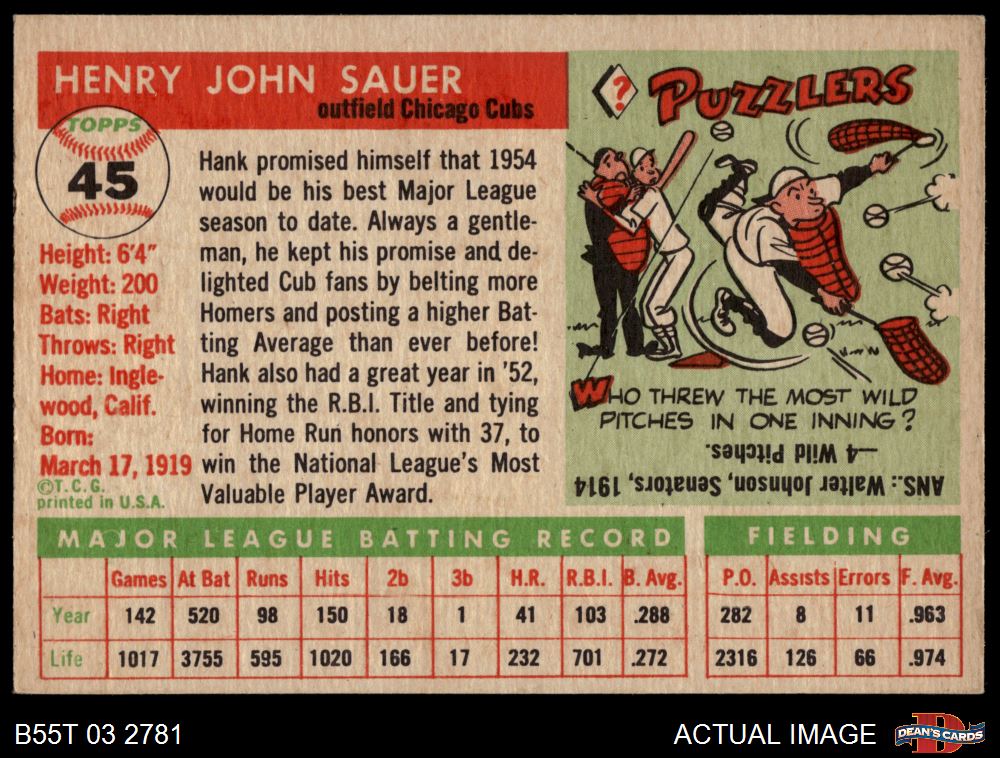 HENRY JOHN SAUER
outfield Chicago Cubs
TOPPS
45
Height: 6'4"
Weight: 200
Bats: Right
Throws: Right
Home: Ingle-
wood, Calif.
Born:
March 17, 1919
©T.C.G.
printed in U.S.A.
Hank promised himself that 1954
would be his best Major League
season to date. Always a gentle-
man, he kept his promise and de-
lighted Cub fans by belting more
Homers and posting a higher Bat-
ting Average than ever before!
Hank also had a great year in '52,
winning the R.B.I. Title and tying
for Home Run honors with 37, to
win the National League's Most
Valuable Player Award.
? PUZZLERS
WHO THREW THE MOST WILD
PITCHES IN ONE INNING?
ANS.: Walter Johnson, Senators, 1914
—4 Wild Pitches.
MAJOR LEAGUE BATTING RECORD
Games At Bat Runs Hits 2b 3b H.R. R.B.I. B. Avg.
Year 142 520 98 150 18 1 41 103 .288
Life 1017 3755 595 1020 166 17 232 701 .272
FIELDING
P.O. Assists Errors F. Avg.
282 8 11 .963
2316 126 66 .974
B55T 03 2781
ACTUAL IMAGE
D
DEAN'S CARDS